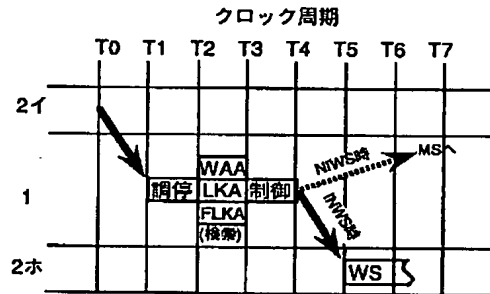 クロック周期
T0 T1 T2 T3 T4 T5 T6 T7
2イ
MSへ
NIWS時
WAA
1 調停 LKA 制御
INWS時
FLKA
(検索)
2ホ WS